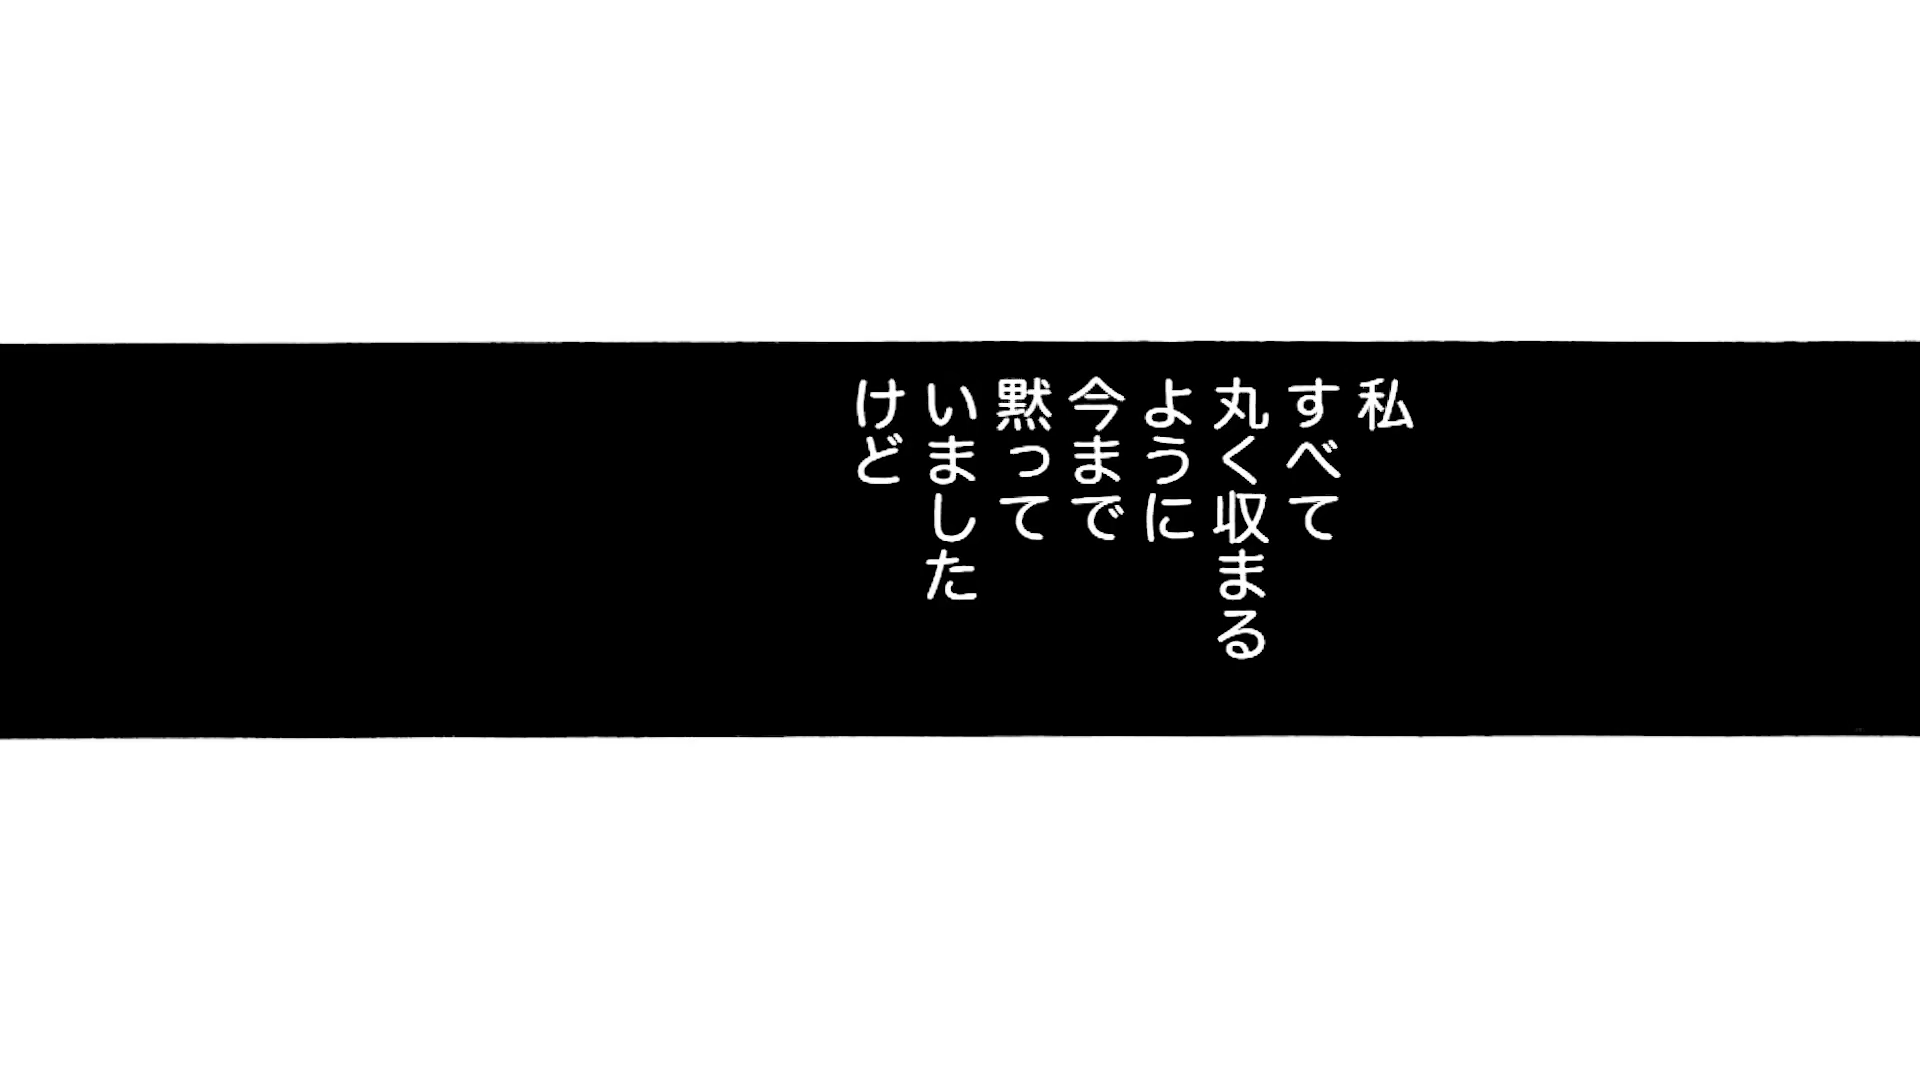 私
すべて
丸く収まる
ように
今まで
黙って
いました
けど